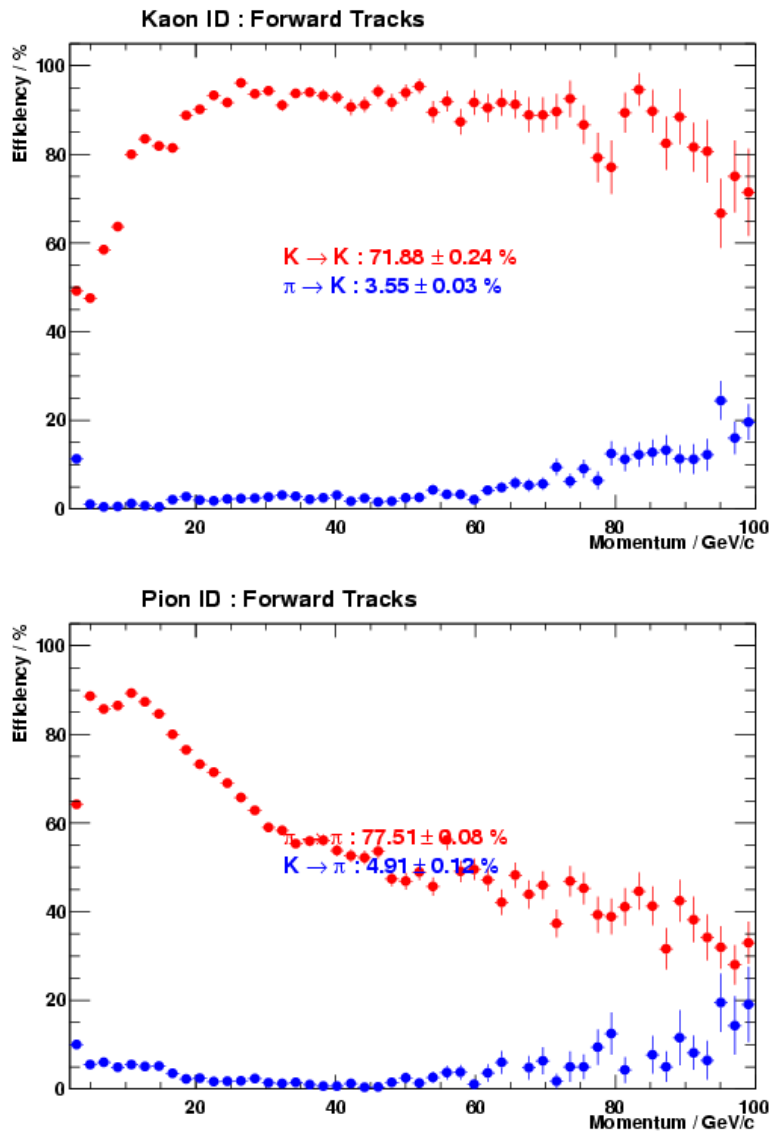 Kaon ID : Forward Tracks
Efficiency / %
100
80
60
40
20
0
K → K : 71.88 ± 0.24 %
π → K : 3.55 ± 0.03 %
20 40 60 80 100
Momentum / GeV/c
Pion ID : Forward Tracks
Efficiency / %
100
80
60
40
20
0
π → π : 77.51 ± 0.08 %
K → π : 4.91 ± 0.12 %
20 40 60 80 100
Momentum / GeV/c